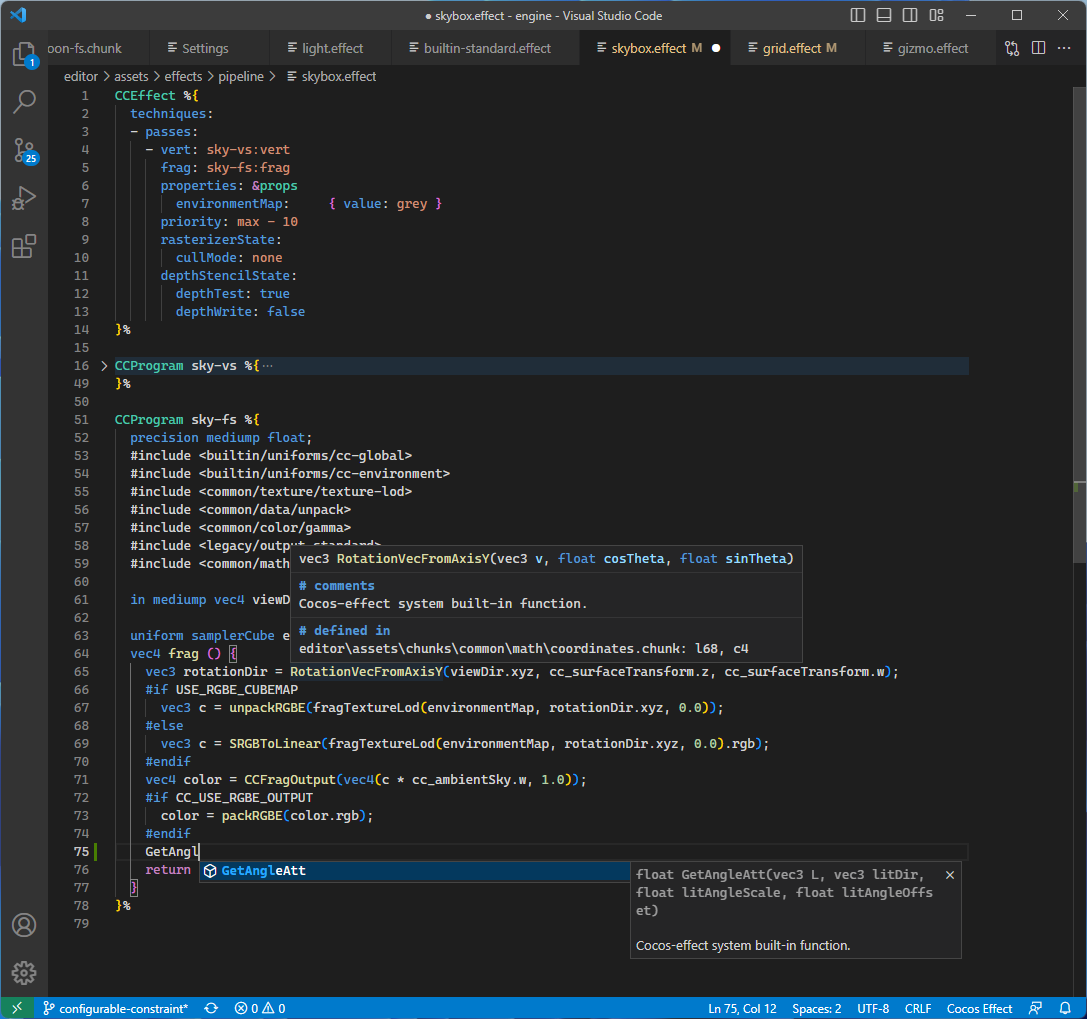 ● skybox.effect - engine - Visual Studio Code
oon-fs.chunk
Settings
light.effect
builtin-standard.effect
skybox.effect M ●
grid.effect M
gizmo.effect
1
25
editor > assets > effects > pipeline > skybox.effect
1 CCEffect %{
2 techniques:
3 - passes:
4 - vert: sky-vs:vert
5 frag: sky-fs:frag
6 properties: &props
7 environmentMap: { value: grey }
8 priority: max - 10
9 rasterizerState:
10 cullMode: none
11 depthStencilState:
12 depthTest: true
13 depthWrite: false
14 }%
15
16 > CCProgram sky-vs %{ ⋯
49 }%
50
51 CCProgram sky-fs %{
52 precision mediump float;
53 #include <builtin/uniforms/cc-global>
54 #include <builtin/uniforms/cc-environment>
55 #include <common/texture/texture-lod>
56 #include <common/data/unpack>
57 #include <common/color/gamma>
58 #include <legacy/output-standard>
59 #include <common/math
60
61 in mediump vec4 viewD
62
63 uniform samplerCube e
64 vec4 frag () {
65 vec3 rotationDir = RotationVecFromAxisY(viewDir.xyz, cc_surfaceTransform.z, cc_surfaceTransform.w);
66 #if USE_RGBE_CUBEMAP
67 vec3 c = unpackRGBE(fragTextureLod(environmentMap, rotationDir.xyz, 0.0));
68 #else
69 vec3 c = SRGBToLinear(fragTextureLod(environmentMap, rotationDir.xyz, 0.0).rgb);
70 #endif
71 vec4 color = CCFragOutput(vec4(c * cc_ambientSky.w, 1.0));
72 #if CC_USE_RGBE_OUTPUT
73 color = packRGBE(color.rgb);
74 #endif
75 GetAngl
76 return
77 }
78 }%
79
vec3 RotationVecFromAxisY(vec3 v, float cosTheta, float sinTheta)
# comments
Cocos-effect system built-in function.
# defined in
editor\assets\chunks\common\math\coordinates.chunk: l68, c4
GetAngleAtt
float GetAngleAtt(vec3 L, vec3 litDir,
float litAngleScale, float litAngleOffs
et)
Cocos-effect system built-in function.
configurable-constraint*
0
0
Ln 75, Col 12
Spaces: 2
UTF-8
CRLF
Cocos Effect